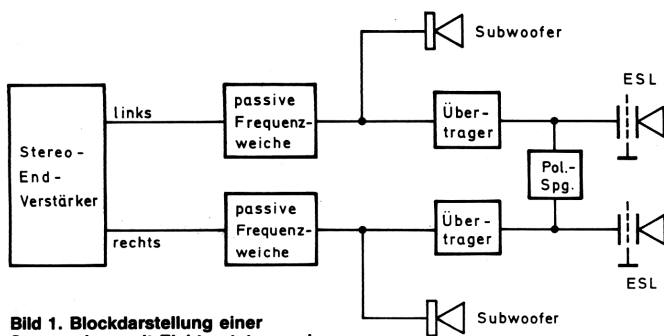 Subwoofer
ESL
links
passive
Frequenz-
weiche
Über-
trager
Stereo-
End-
Verstärker
Pol.-
Spg.
passive
Frequenz-
weiche
Über-
trager
rechts
ESL
Subwoofer
Bild 1. Blockdarstellung einer